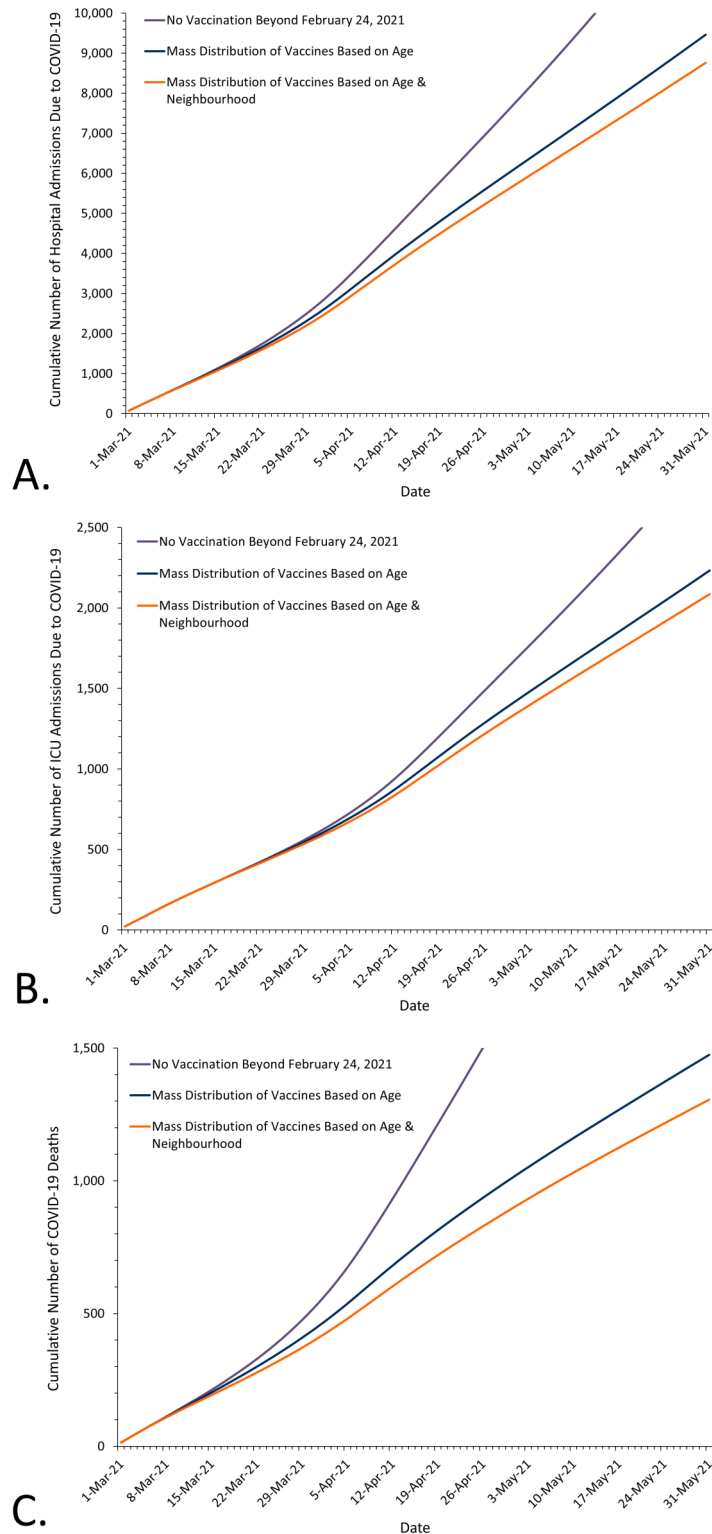 Cumulative Number of Hospital Admissions Due to COVID-19
10,000
9,000
8,000
7,000
6,000
5,000
4,000
3,000
2,000
1,000
0
No Vaccination Beyond February 24, 2021
Mass Distribution of Vaccines Based on Age
Mass Distribution of Vaccines Based on Age &
Neighbourhood
1-Mar-21
8-Mar-21
15-Mar-21
22-Mar-21
29-Mar-21
5-Apr-21
12-Apr-21
19-Apr-21
26-Apr-21
3-May-21
10-May-21
17-May-21
24-May-21
31-May-21
Date
A.
Cumulative Number of ICU Admissions Due to COVID-19
2,500
2,000
1,500
1,000
500
0
No Vaccination Beyond February 24, 2021
Mass Distribution of Vaccines Based on Age
Mass Distribution of Vaccines Based on Age &
Neighbourhood
1-Mar-21
8-Mar-21
15-Mar-21
22-Mar-21
29-Mar-21
5-Apr-21
12-Apr-21
19-Apr-21
26-Apr-21
3-May-21
10-May-21
17-May-21
24-May-21
31-May-21
Date
B.
Cumulative Number of COVID-19 Deaths
1,500
1,000
500
0
No Vaccination Beyond February 24, 2021
Mass Distribution of Vaccines Based on Age
Mass Distribution of Vaccines Based on Age &
Neighbourhood
1-Mar-21
8-Mar-21
15-Mar-21
22-Mar-21
29-Mar-21
5-Apr-21
12-Apr-21
19-Apr-21
26-Apr-21
3-May-21
10-May-21
17-May-21
24-May-21
31-May-21
Date
C.